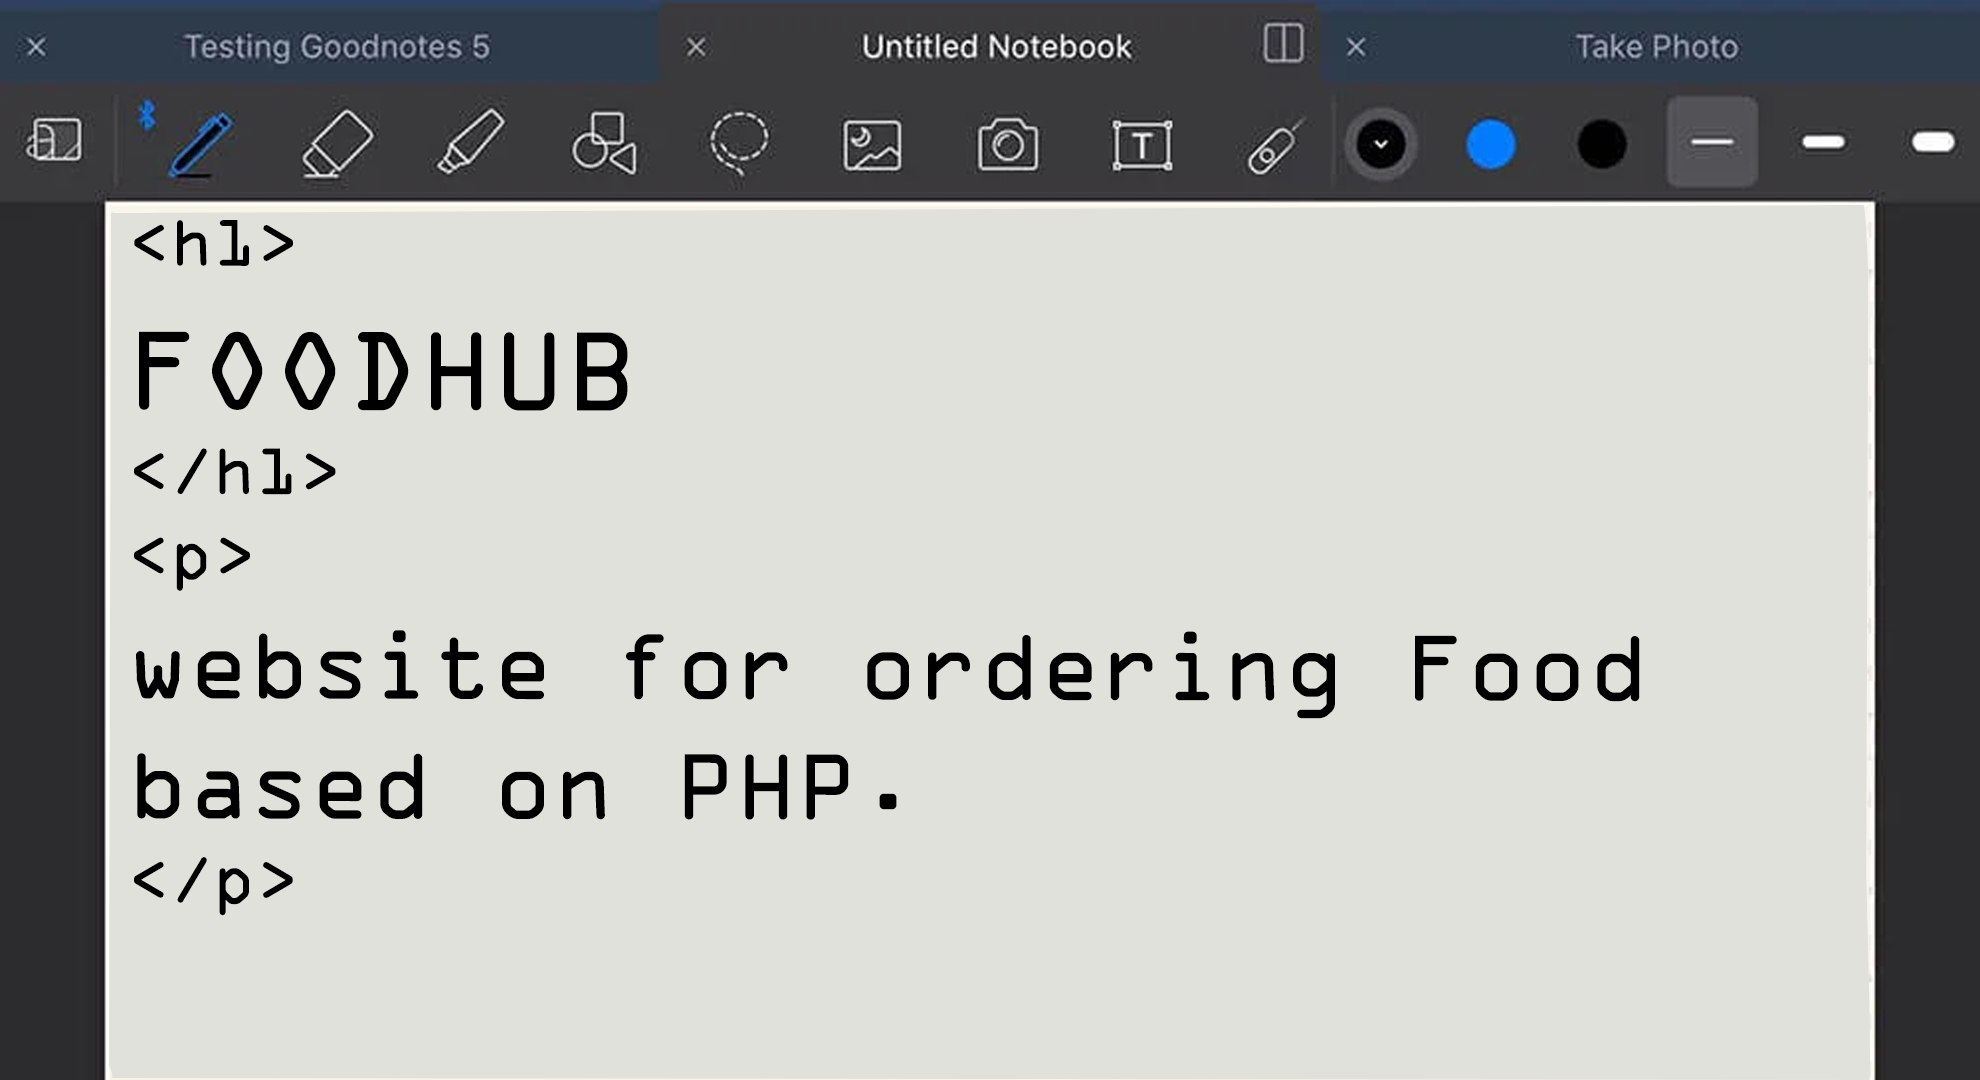 Testing Goodnotes 5 Untitled Notebook Take Photo
T
<h1>
FOODHUB
</h1>
<p>
website for ordering Food
based on PHP.
</p>